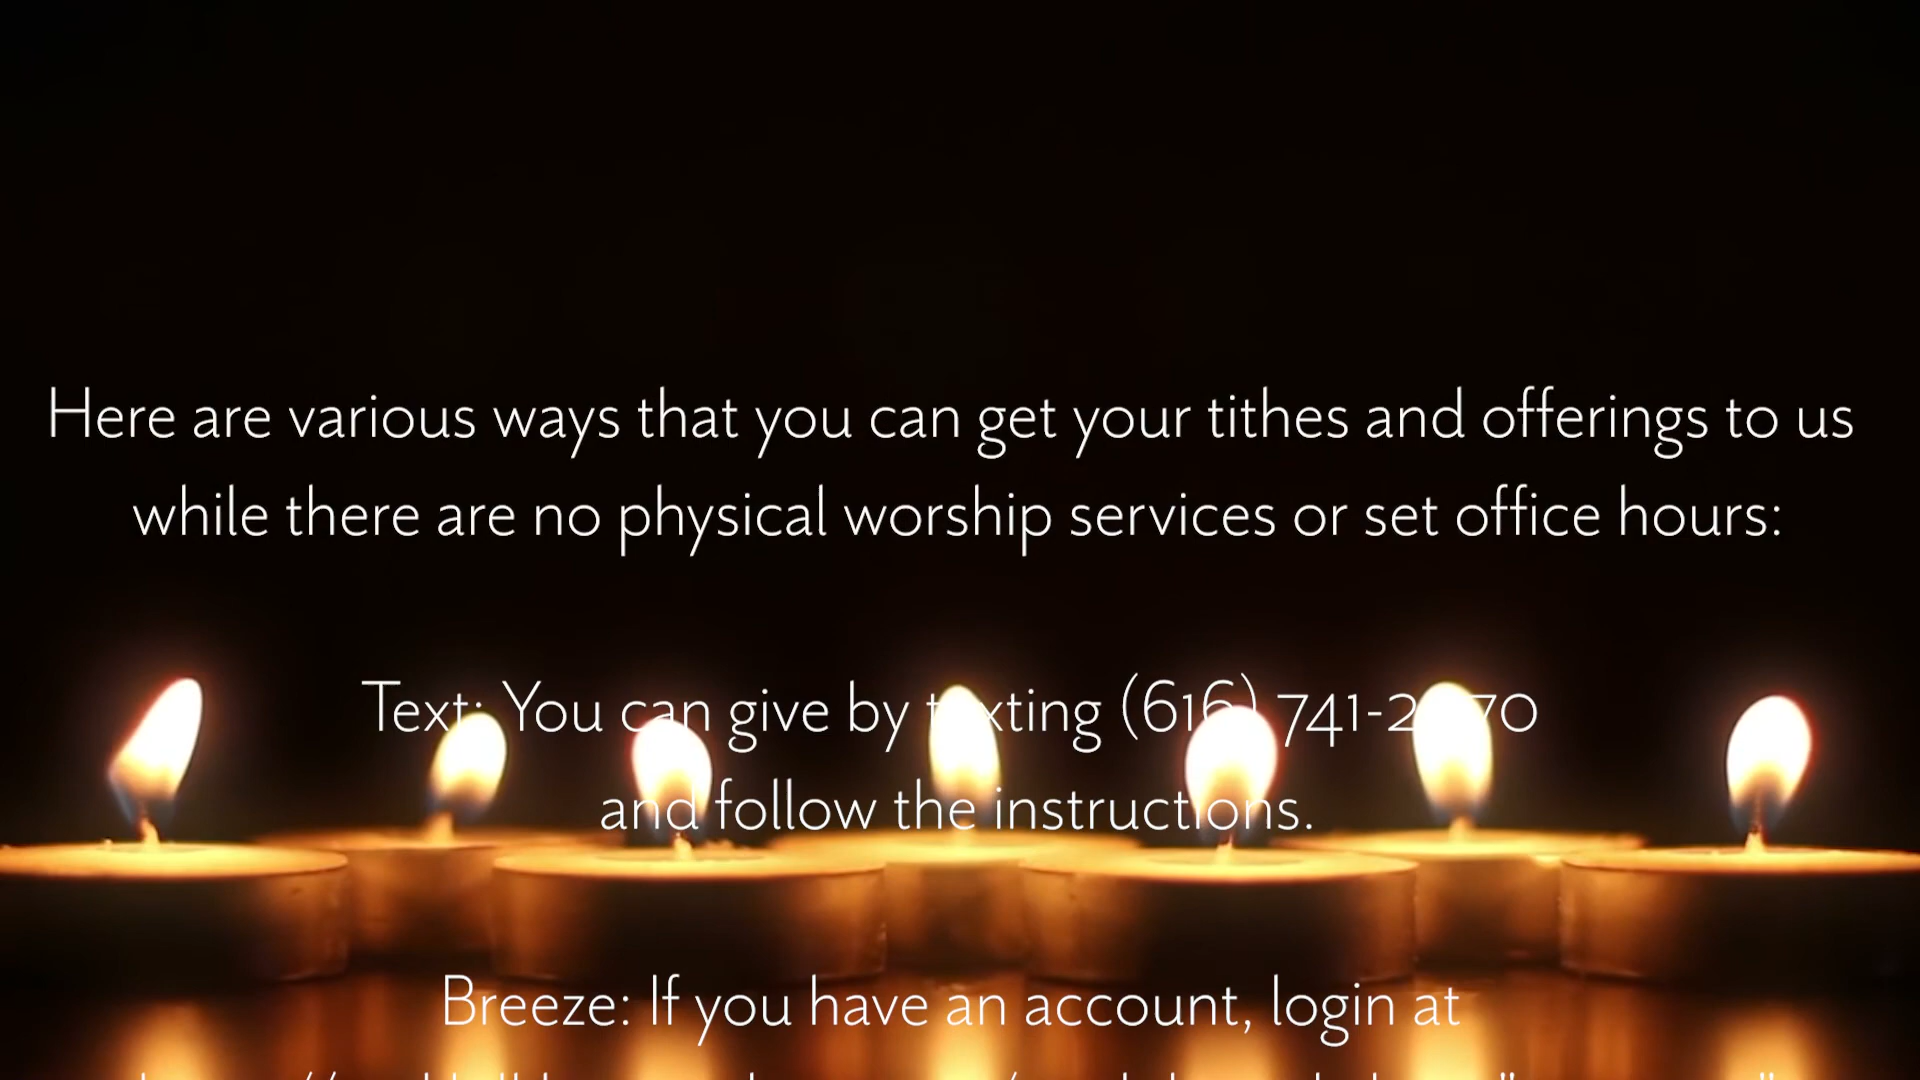 Here are various ways that you can get your tithes and offerings to us
while there are no physical worship services or set office hours:
Text: You can give by texting (616)
and follow the instructions.
Breeze: If you have an account, login at